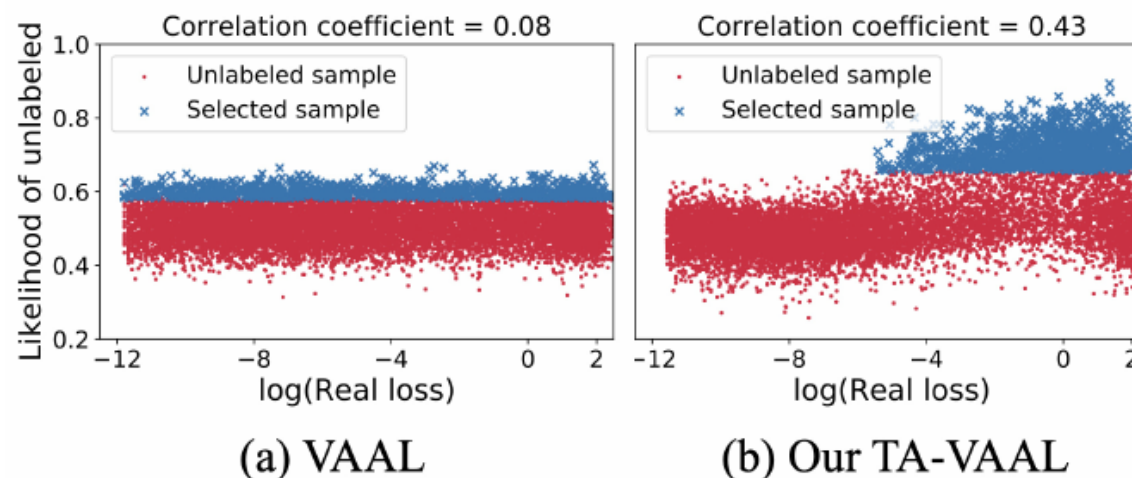 Correlation coefficient = 0.08
Correlation coefficient = 0.43
Likelihood of unlabeled
1.0
0.8
0.6
0.4
0.2
Unlabeled sample
Selected sample
Unlabeled sample
Selected sample
−12 −8 −4 0 2
−12 −8 −4 0 2
log(Real loss)
log(Real loss)
(a) VAAL
(b) Our TA-VAAL